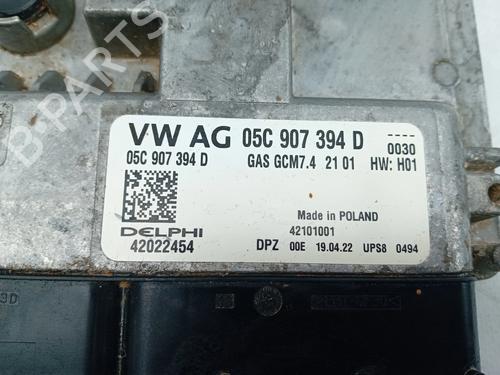 VW AG 05C 907 394 D
0030
05C 907 394 D GAS GCM7.4 21 01 HW: H01
Made in POLAND
DELPHI 42101001
42022454 DPZ 00E 19.04.22 UPS8 0494
B-PARTS